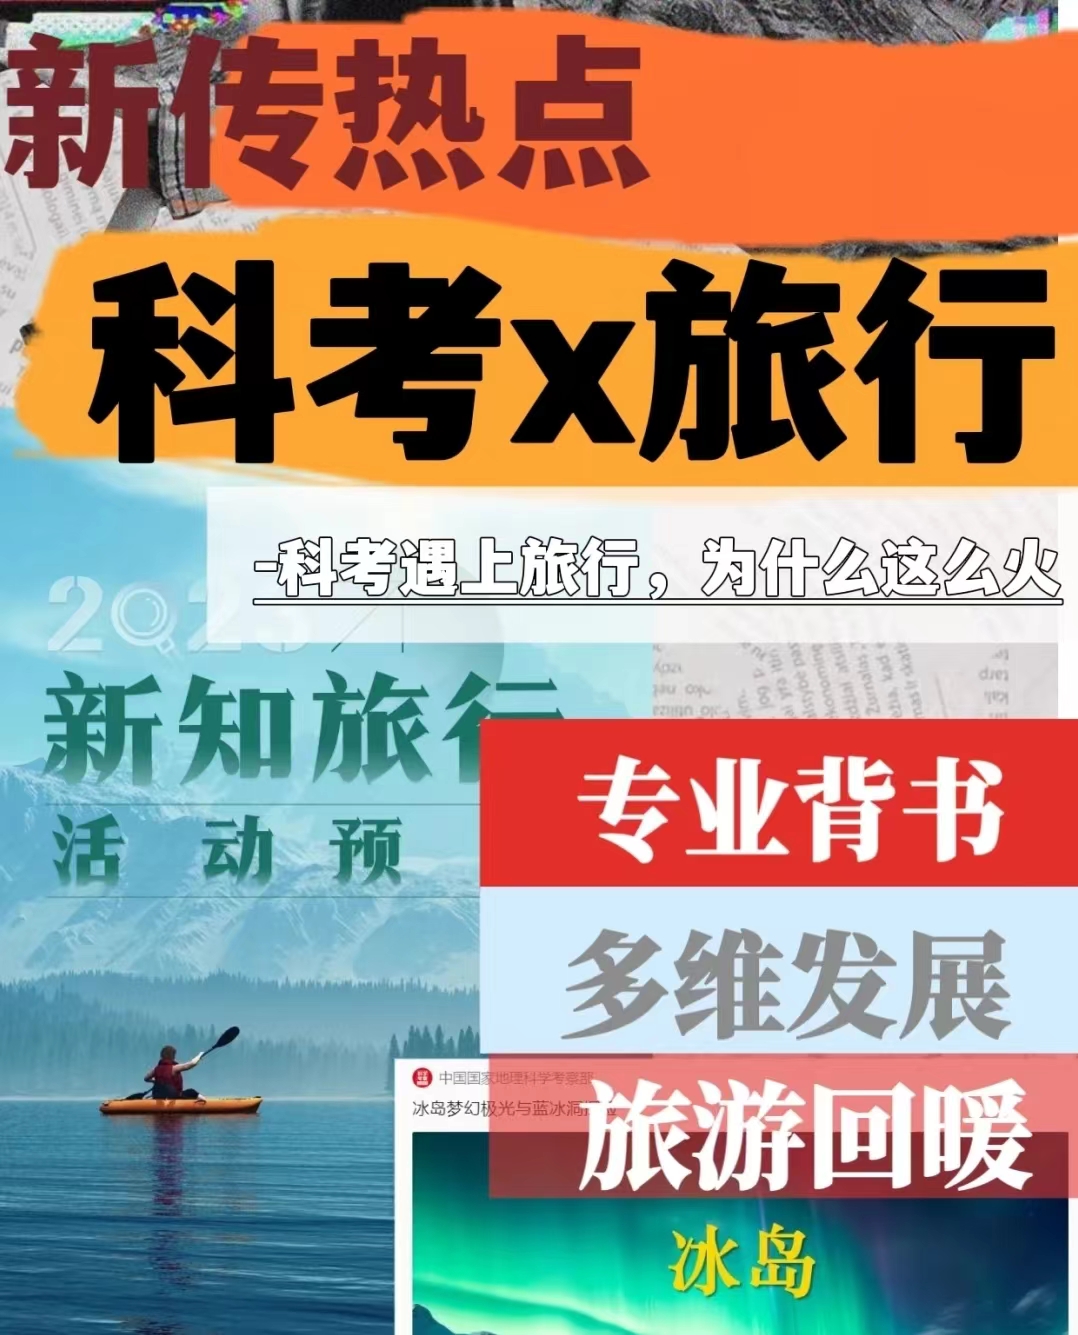 新传热点
科考x旅行
-科考遇上旅行，为什么这么火
2023
新知旅行
活动预
专业背书
多维发展
中国国家地理科学考察部
冰岛梦幻极光与蓝冰洞探险
旅游回暖
冰岛